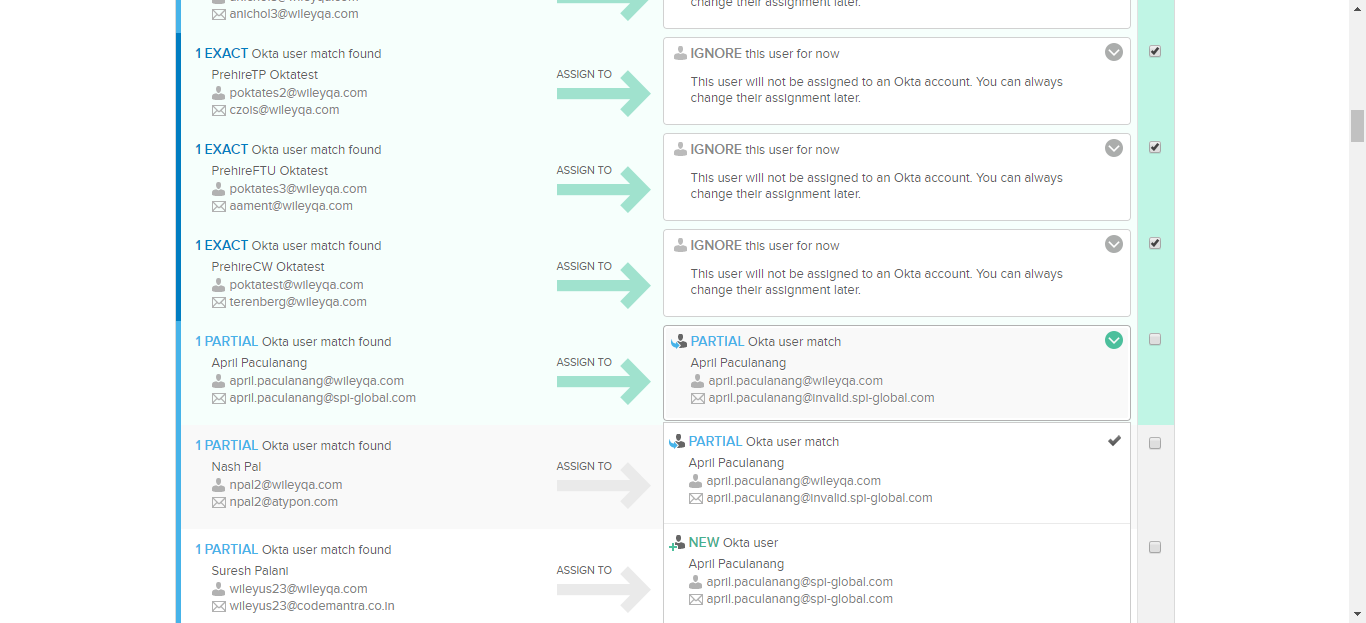 anichol3@wileyqa.com
change their assignment later.
1 EXACT Okta user match found
PrehireTP Oktatest
poktates2@wileyqa.com
czois@wileyqa.com
ASSIGN TO
IGNORE this user for now
This user will not be assigned to an Okta account. You can always
change their assignment later.
1 EXACT Okta user match found
PrehireFTU Oktatest
poktates3@wileyqa.com
aament@wileyqa.com
ASSIGN TO
IGNORE this user for now
This user will not be assigned to an Okta account. You can always
change their assignment later.
1 EXACT Okta user match found
PrehireCW Oktatest
poktatest@wileyqa.com
terenberg@wileyqa.com
ASSIGN TO
IGNORE this user for now
This user will not be assigned to an Okta account. You can always
change their assignment later.
1 PARTIAL Okta user match found
April Paculanang
april.paculanang@wileyqa.com
april.paculanang@spi-global.com
ASSIGN TO
PARTIAL Okta user match
April Paculanang
april.paculanang@wileyqa.com
april.paculanang@invalid.spi-global.com
1 PARTIAL Okta user match found
Nash Pal
npal2@wileyqa.com
npal2@atypon.com
ASSIGN TO
PARTIAL Okta user match
April Paculanang
april.paculanang@wileyqa.com
april.paculanang@invalid.spi-global.com
1 PARTIAL Okta user match found
Suresh Palani
wileyus23@wileyqa.com
wileyus23@codemantra.co.in
ASSIGN TO
NEW Okta user
April Paculanang
april.paculanang@spi-global.com
april.paculanang@spi-global.com